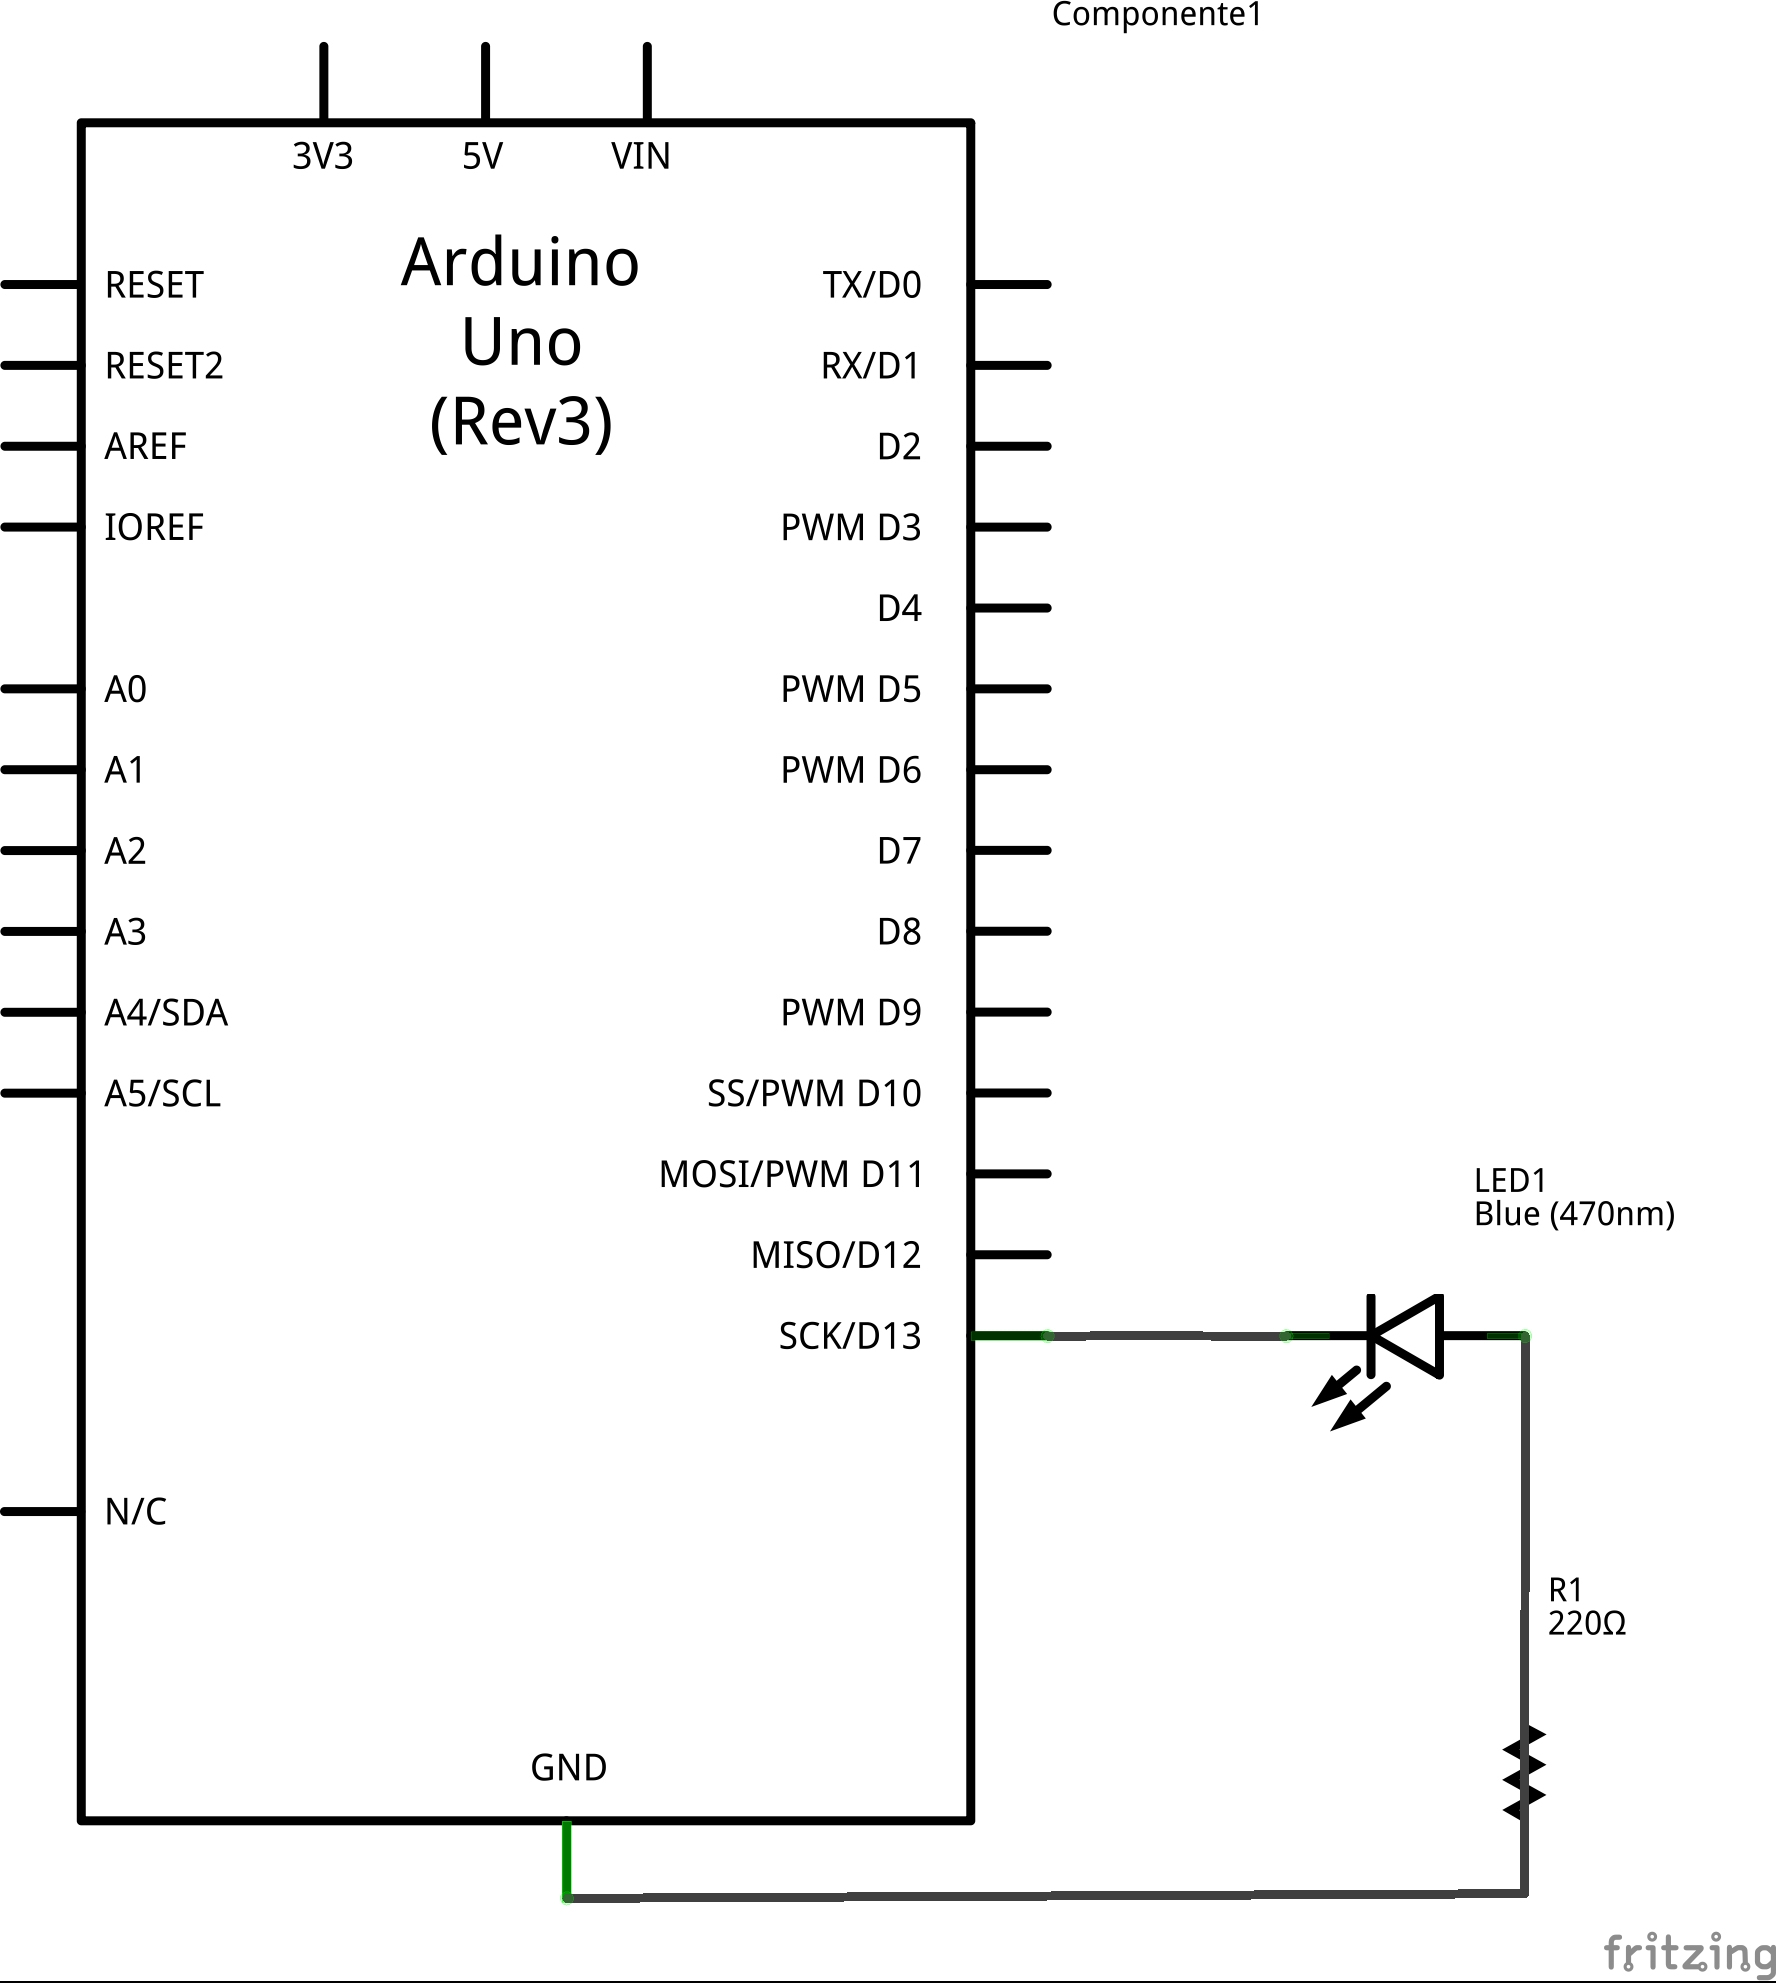 Componente1
3V3 5V VIN
Arduino
Uno
(Rev3)
RESET
RESET2
AREF
IOREF
A0
A1
A2
A3
A4/SDA
A5/SCL
N/C
TX/D0
RX/D1
D2
PWM D3
D4
PWM D5
PWM D6
D7
D8
PWM D9
SS/PWM D10
MOSI/PWM D11
MISO/D12
SCK/D13
GND
LED1
Blue (470nm)
R1
220Ω
fritzing